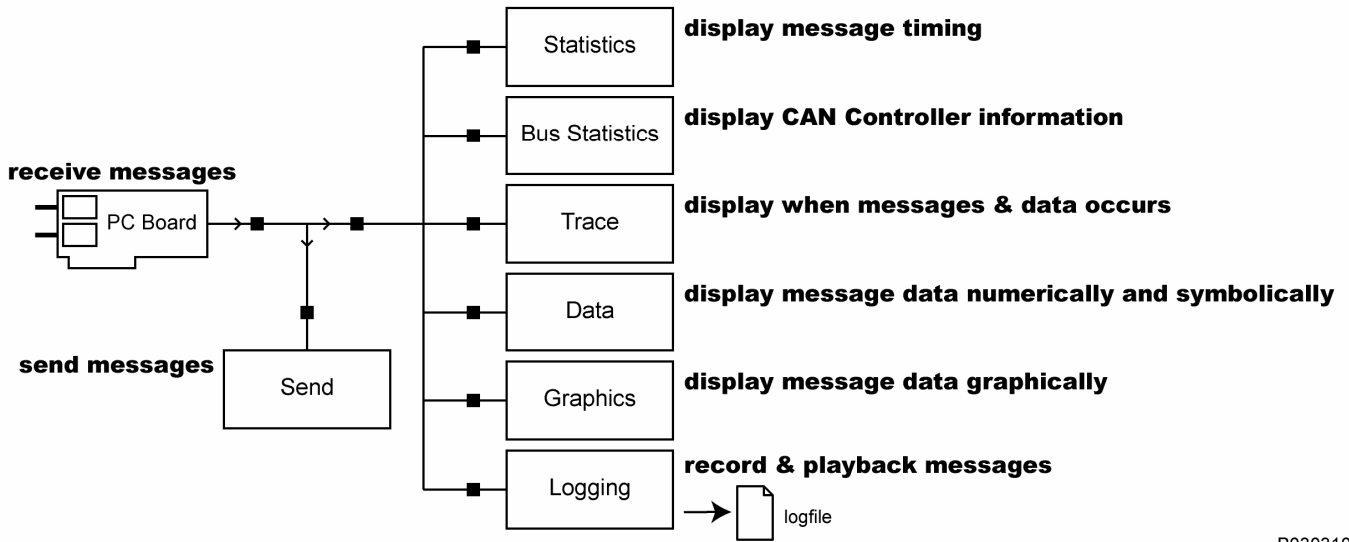 display message timing
Statistics
display CAN Controller information
Bus Statistics
receive messages
PC Board
display when messages & data occurs
Trace
display message data numerically and symbolically
Data
send messages
Send
display message data graphically
Graphics
record & playback messages
Logging
logfile